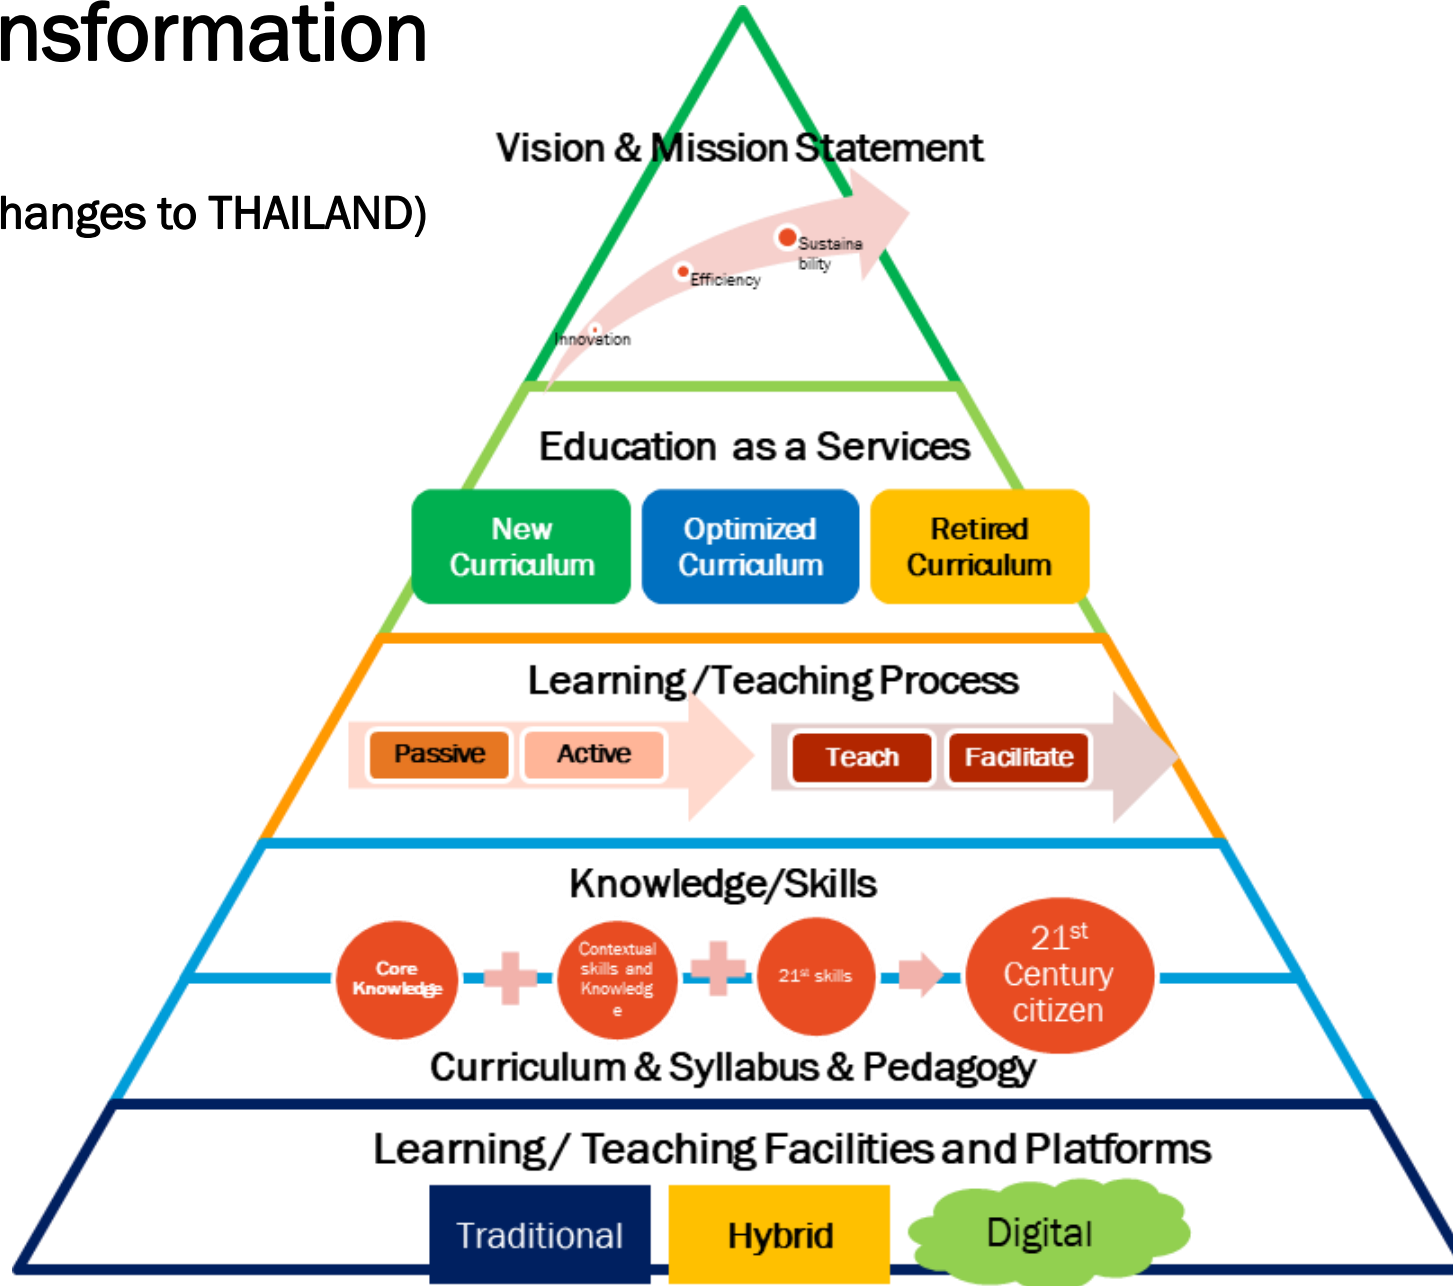 nsformation
hanges to THAILAND)
Vision & Mission Statement
Sustaina
bility
Efficiency
Innovation
Education as a Services
New
Curriculum
Optimized
Curriculum
Retired
Curriculum
Learning /Teaching Process
Passive
Active
Teach
Facilitate
Knowledge/Skills
Core
Knowledge
Contextual
skills and
Knowledg
e
21st skills
21st
Century
citizen
Curriculum & Syllabus & Pedagogy
Learning/ Teaching Facilities and Platforms
Traditional
Hybrid
Digital